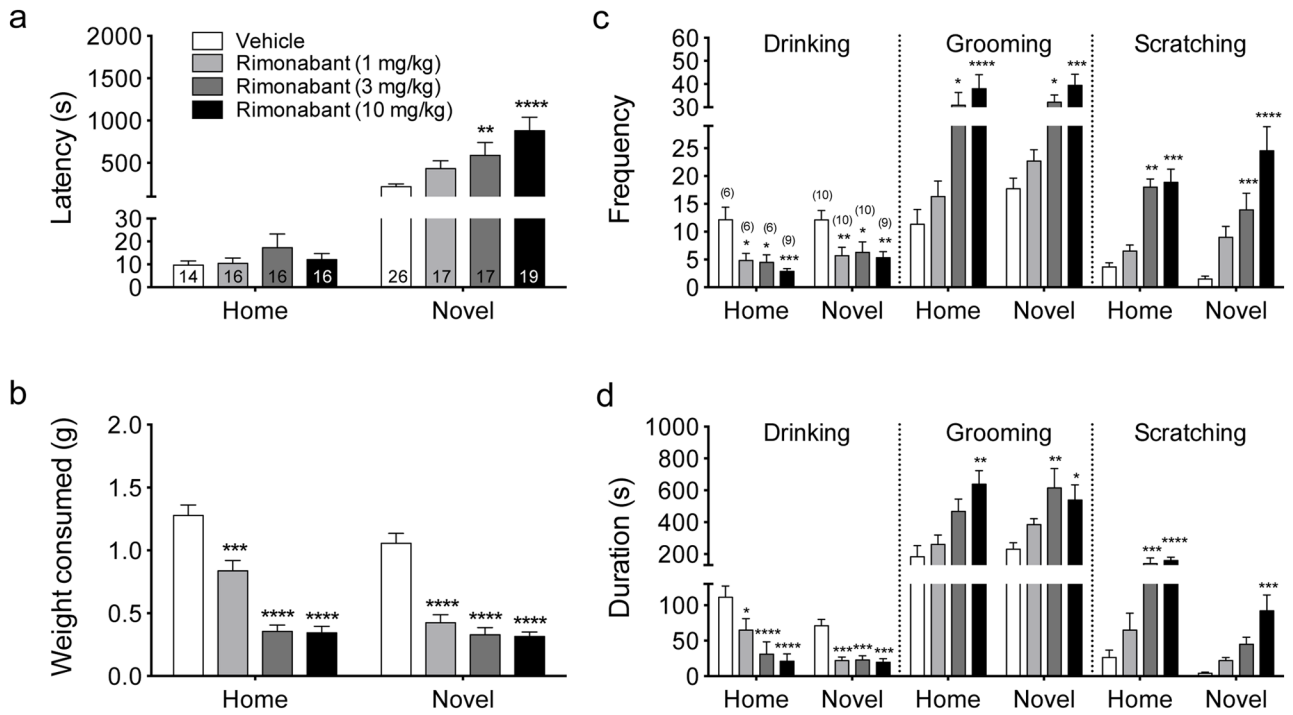 a
2000
1500
1000
500
30
20
10
0
Latency (s)
Vehicle
Rimonabant (1 mg/kg)
Rimonabant (3 mg/kg)
Rimonabant (10 mg/kg)
** ****
14 16 16 16 26 17 17 19
Home Novel
b
2.0
1.5
1.0
0.5
0.0
Weight consumed (g)
*** **** **** **** **** ****
Home Novel
c
60
50
40
30
25
20
15
10
5
0
Frequency
Drinking Grooming Scratching
* **** * *** ** *** *** ****
(6) (6) (6) (9) (10) (10) (10) (9)
* * *** ** * **
Home Novel Home Novel Home Novel
d
1000
800
600
400
200
100
50
0
Duration (s)
Drinking Grooming Scratching
** ** * *** **** ***
* **** **** *** *** ***
Home Novel Home Novel Home Novel